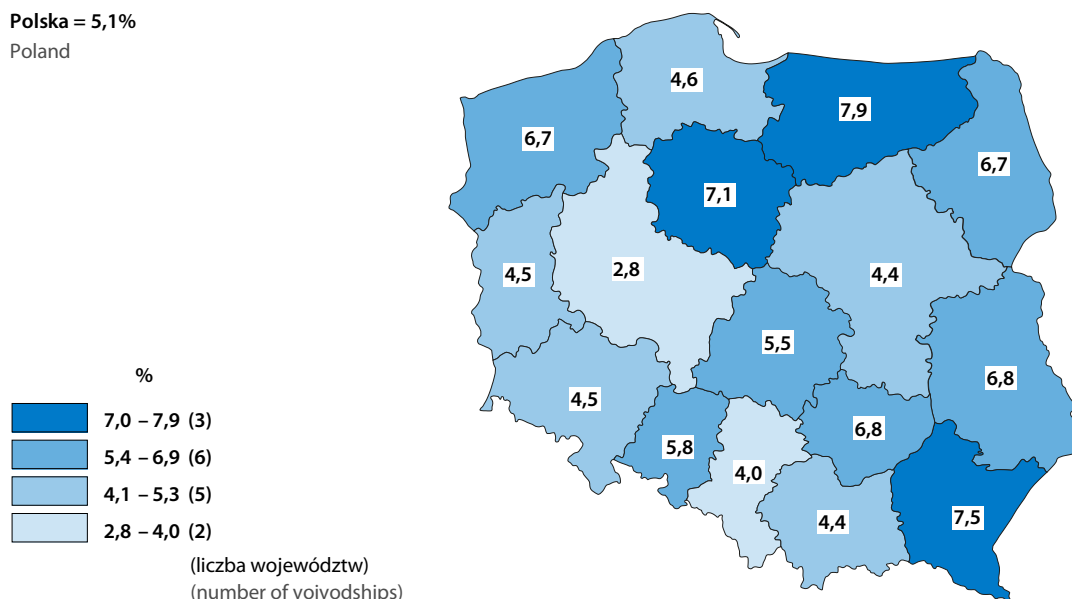 Polska = 5,1%
Poland
4,6
7,9
6,7
6,7
7,1
2,8
4,5
4,4
5,5
6,8
4,5
6,8
5,8
4,0
4,4
7,5
%
7,0 – 7,9 (3)
5,4 – 6,9 (6)
4,1 – 5,3 (5)
2,8 – 4,0 (2)
(liczba województw)
(number of voivodships)